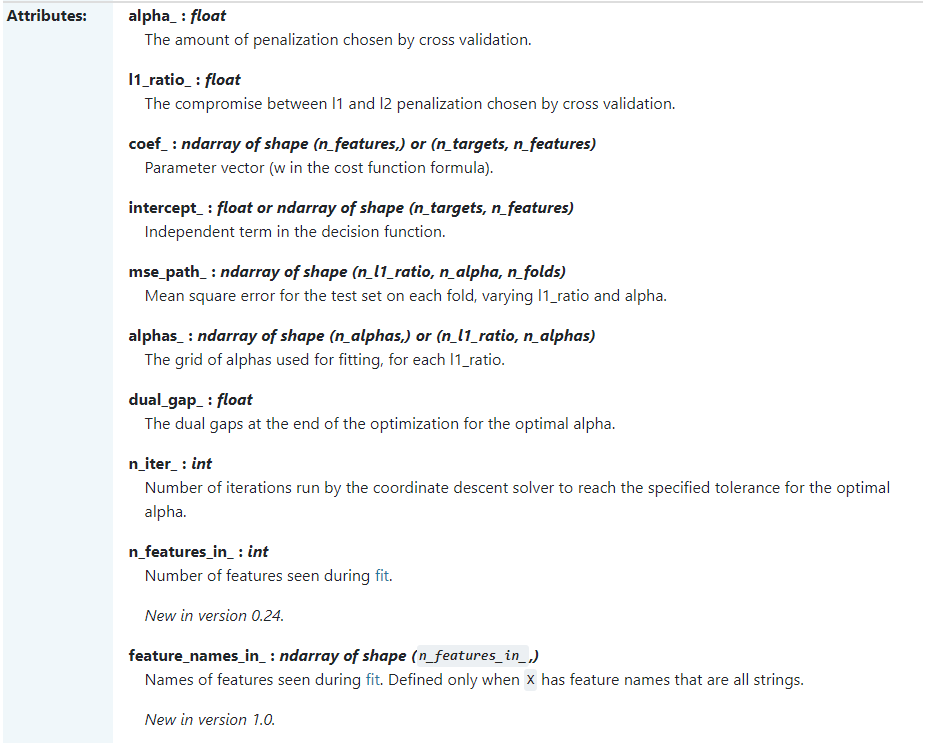 Attributes:
alpha_ : float
The amount of penalization chosen by cross validation.
l1_ratio_ : float
The compromise between l1 and l2 penalization chosen by cross validation.
coef_ : ndarray of shape (n_features,) or (n_targets, n_features)
Parameter vector (w in the cost function formula).
intercept_ : float or ndarray of shape (n_targets, n_features)
Independent term in the decision function.
mse_path_ : ndarray of shape (n_l1_ratio, n_alpha, n_folds)
Mean square error for the test set on each fold, varying l1_ratio and alpha.
alphas_ : ndarray of shape (n_alphas,) or (n_l1_ratio, n_alphas)
The grid of alphas used for fitting, for each l1_ratio.
dual_gap_ : float
The dual gaps at the end of the optimization for the optimal alpha.
n_iter_ : int
Number of iterations run by the coordinate descent solver to reach the specified tolerance for the optimal
alpha.
n_features_in_ : int
Number of features seen during fit.
New in version 0.24.
feature_names_in_ : ndarray of shape (n_features_in_,)
Names of features seen during fit. Defined only when X has feature names that are all strings.
New in version 1.0.